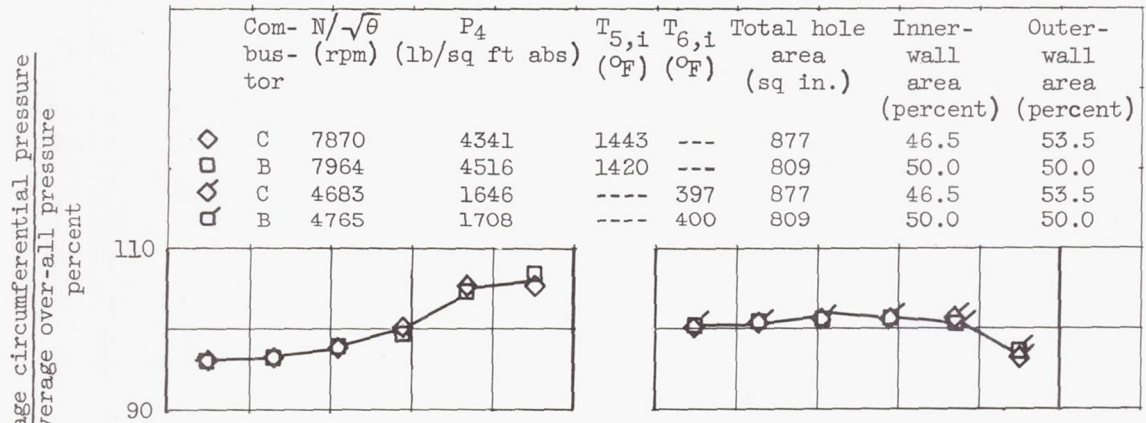 Com- N/√θ P4 T5,i T6,i Total hole Inner- Outer-
bus- (rpm) (lb/sq ft abs) (°F) (°F) area wall wall
tor (sq in.) area area
(percent) (percent)
C 7870 4341 1443 --- 877 46.5 53.5
B 7964 4516 1420 --- 809 50.0 50.0
C 4683 1646 ---- 397 877 46.5 53.5
B 4765 1708 ---- 400 809 50.0 50.0
circumferential pressure
over-all pressure
percent
110
90